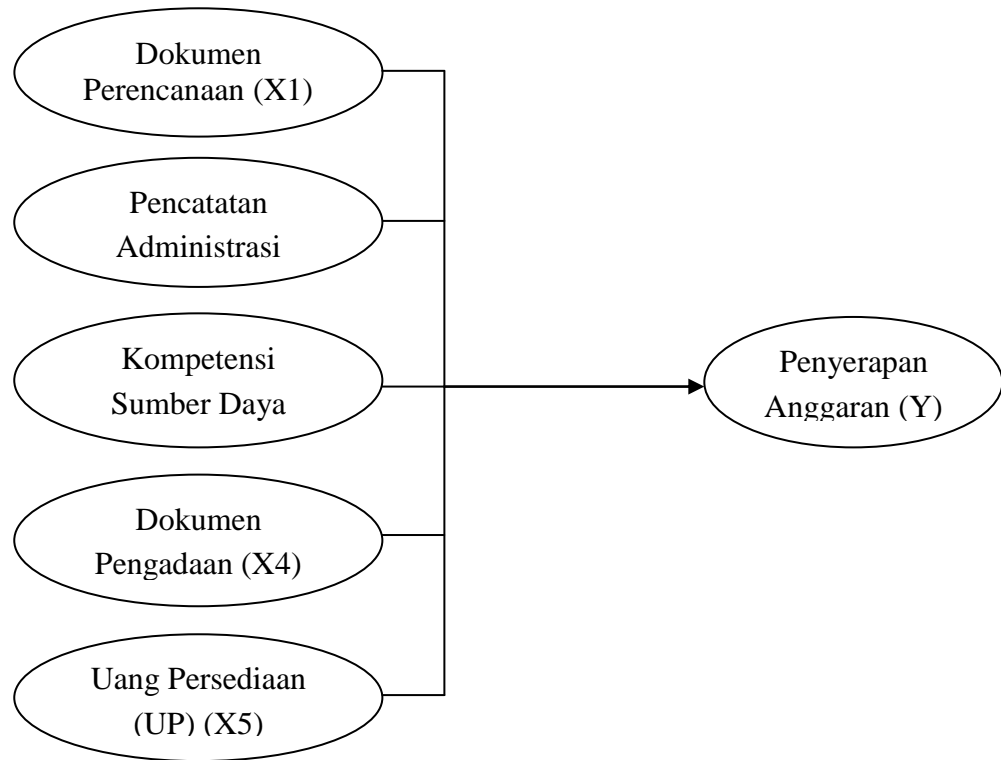 Dokumen
Perencanaan (X1)
Pencatatan
Administrasi
Kompetensi
Sumber Daya
Dokumen
Pengadaan (X4)
Uang Persediaan
(UP) (X5)
Penyerapan
Anggaran (Y)